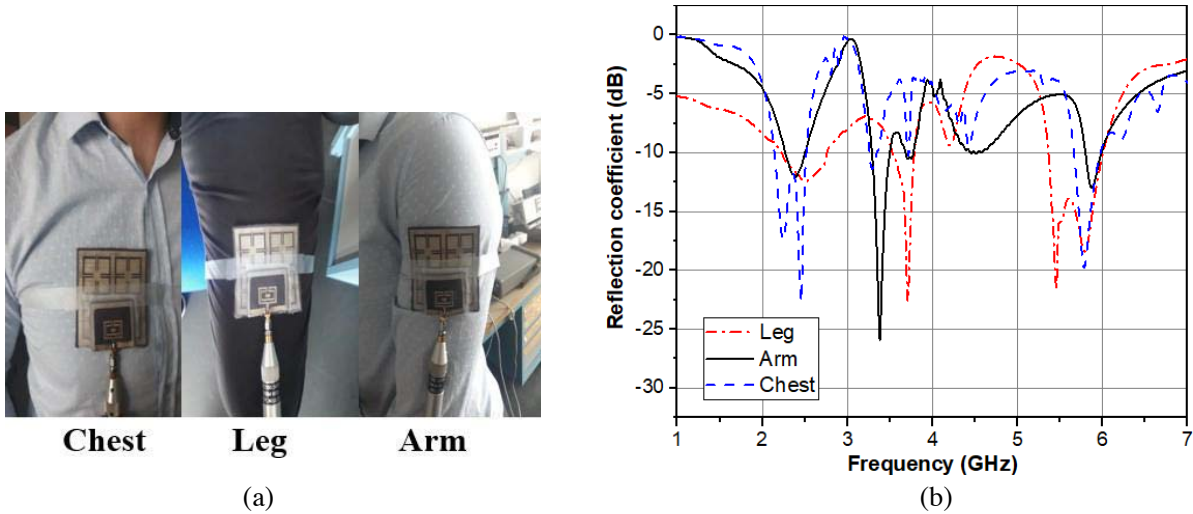 Chest
Leg
Arm
(a)
Reflection coefficient (dB)
0
-5
-10
-15
-20
-25
-30
Leg
Arm
Chest
1 2 3 4 5 6 7
Frequency (GHz)
(b)